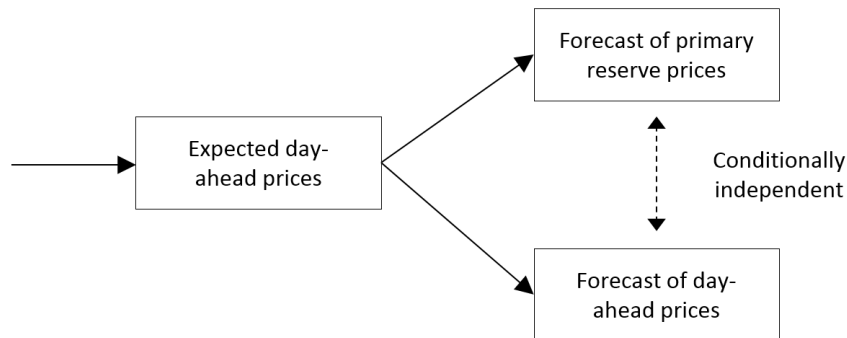 Forecast of primary
reserve prices
Expected day-
ahead prices
Conditionally
independent
Forecast of day-
ahead prices